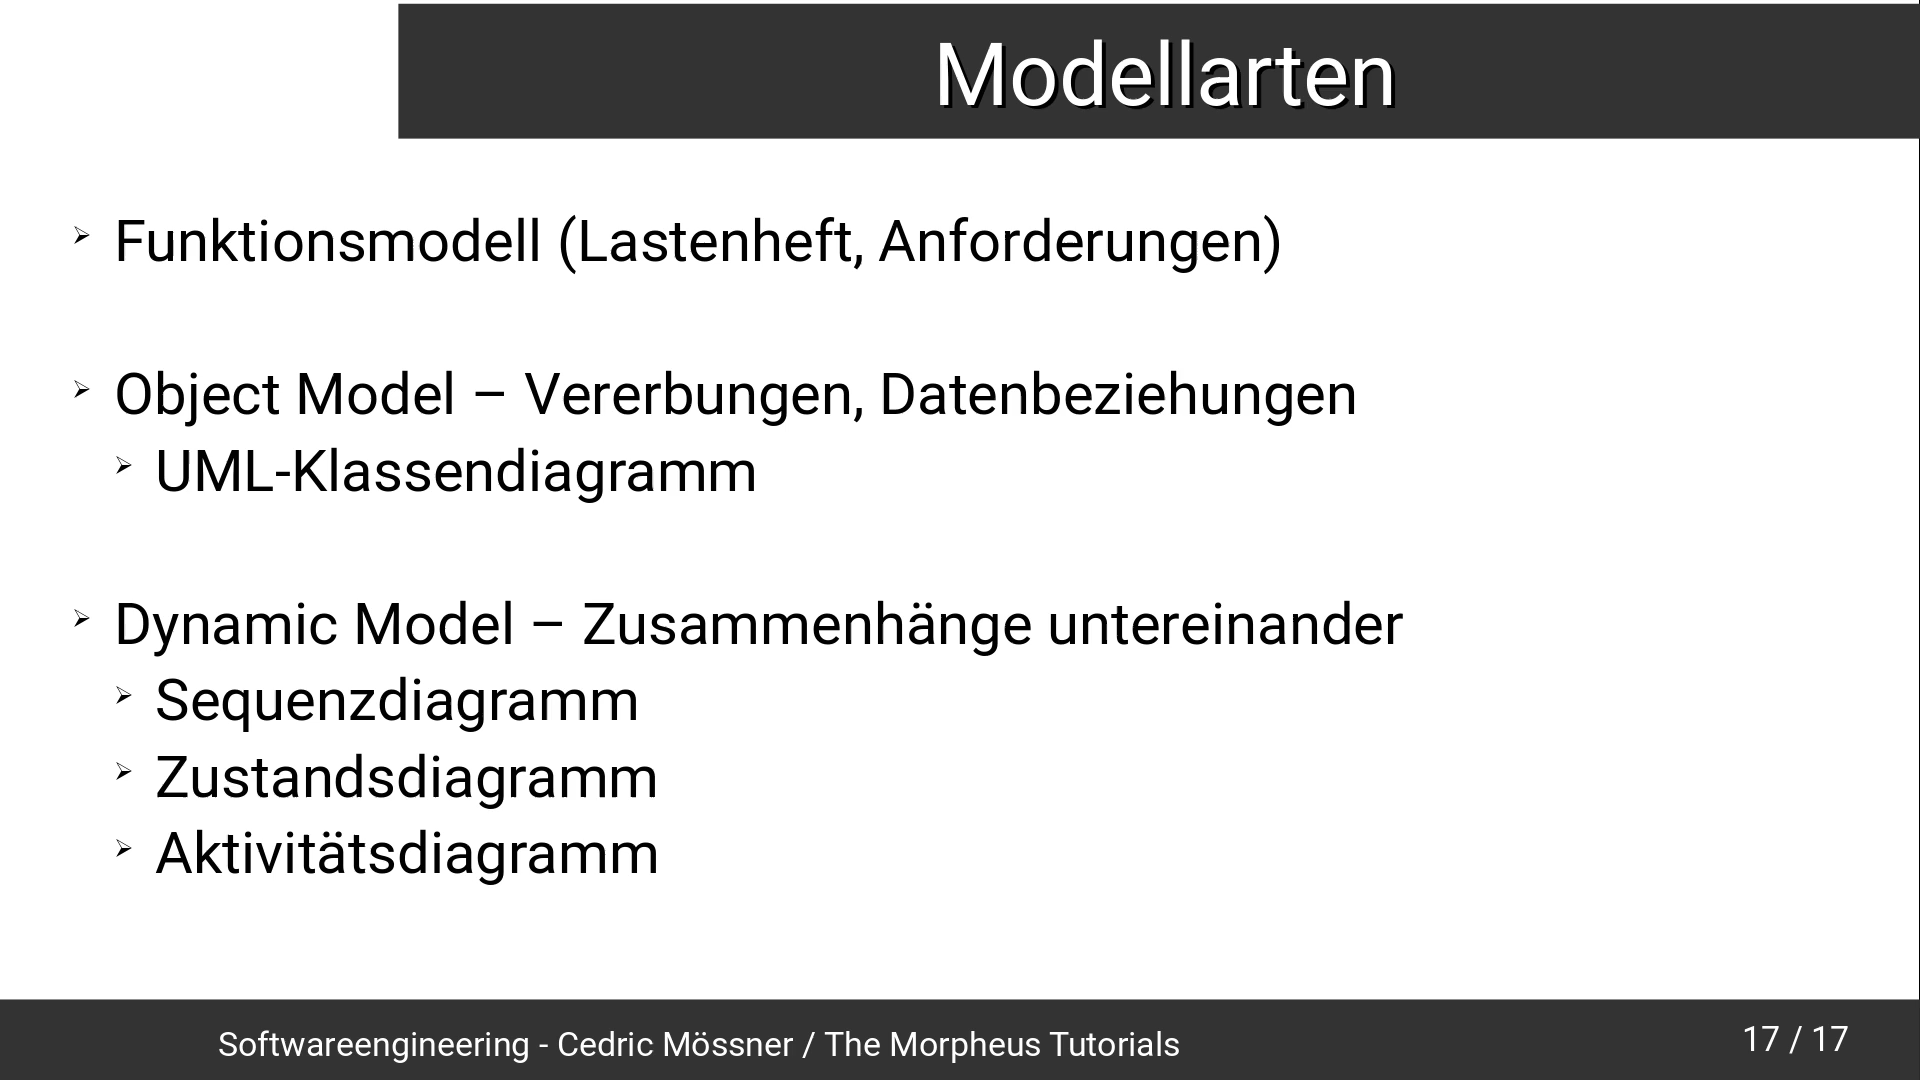 Modellarten
➢ Funktionsmodell (Lastenheft, Anforderungen)
➢ Object Model – Vererbungen, Datenbeziehungen
➢ UML-Klassendiagramm
➢ Dynamic Model – Zusammenhänge untereinander
➢ Sequenzdiagramm
➢ Zustandsdiagramm
➢ Aktivitätsdiagramm
Softwareengineering - Cedric Mössner / The Morpheus Tutorials
17 / 17